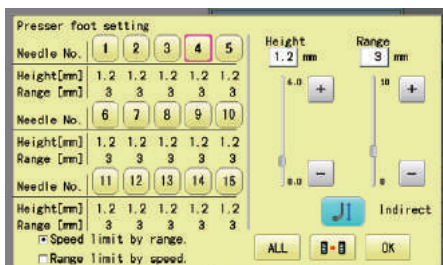 Presser foot setting
Needle No. 1 2 3 4 5
Height[mm] 1.2 1.2 1.2 1.2 1.2
Range [mm] 3 3 3 3 3
Needle No. 6 7 8 9 10
Height[mm] 1.2 1.2 1.2 1.2 1.2
Range [mm] 3 3 3 3 3
Needle No. 11 12 13 14 15
Height[mm] 1.2 1.2 1.2 1.2 1.2
Range [mm] 3 3 3 3 3
Speed limit by range.
Range limit by speed.
Height Range
1.2 mm 3 mm
6.0 + 10 +
0.0 - 0 -
Indirect
ALL OK